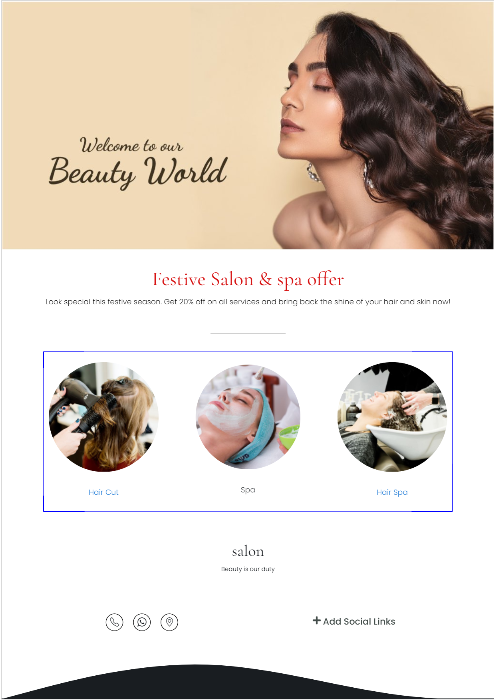 Welcome to our
Beauty World
Festive Salon & spa offer
Look special this festive season. Get 20% off on all services and bring back the shine of your hair and skin now!
Hair Cut
Spa
Hair Spa
salon
Beauty is our duty
+ Add Social Links